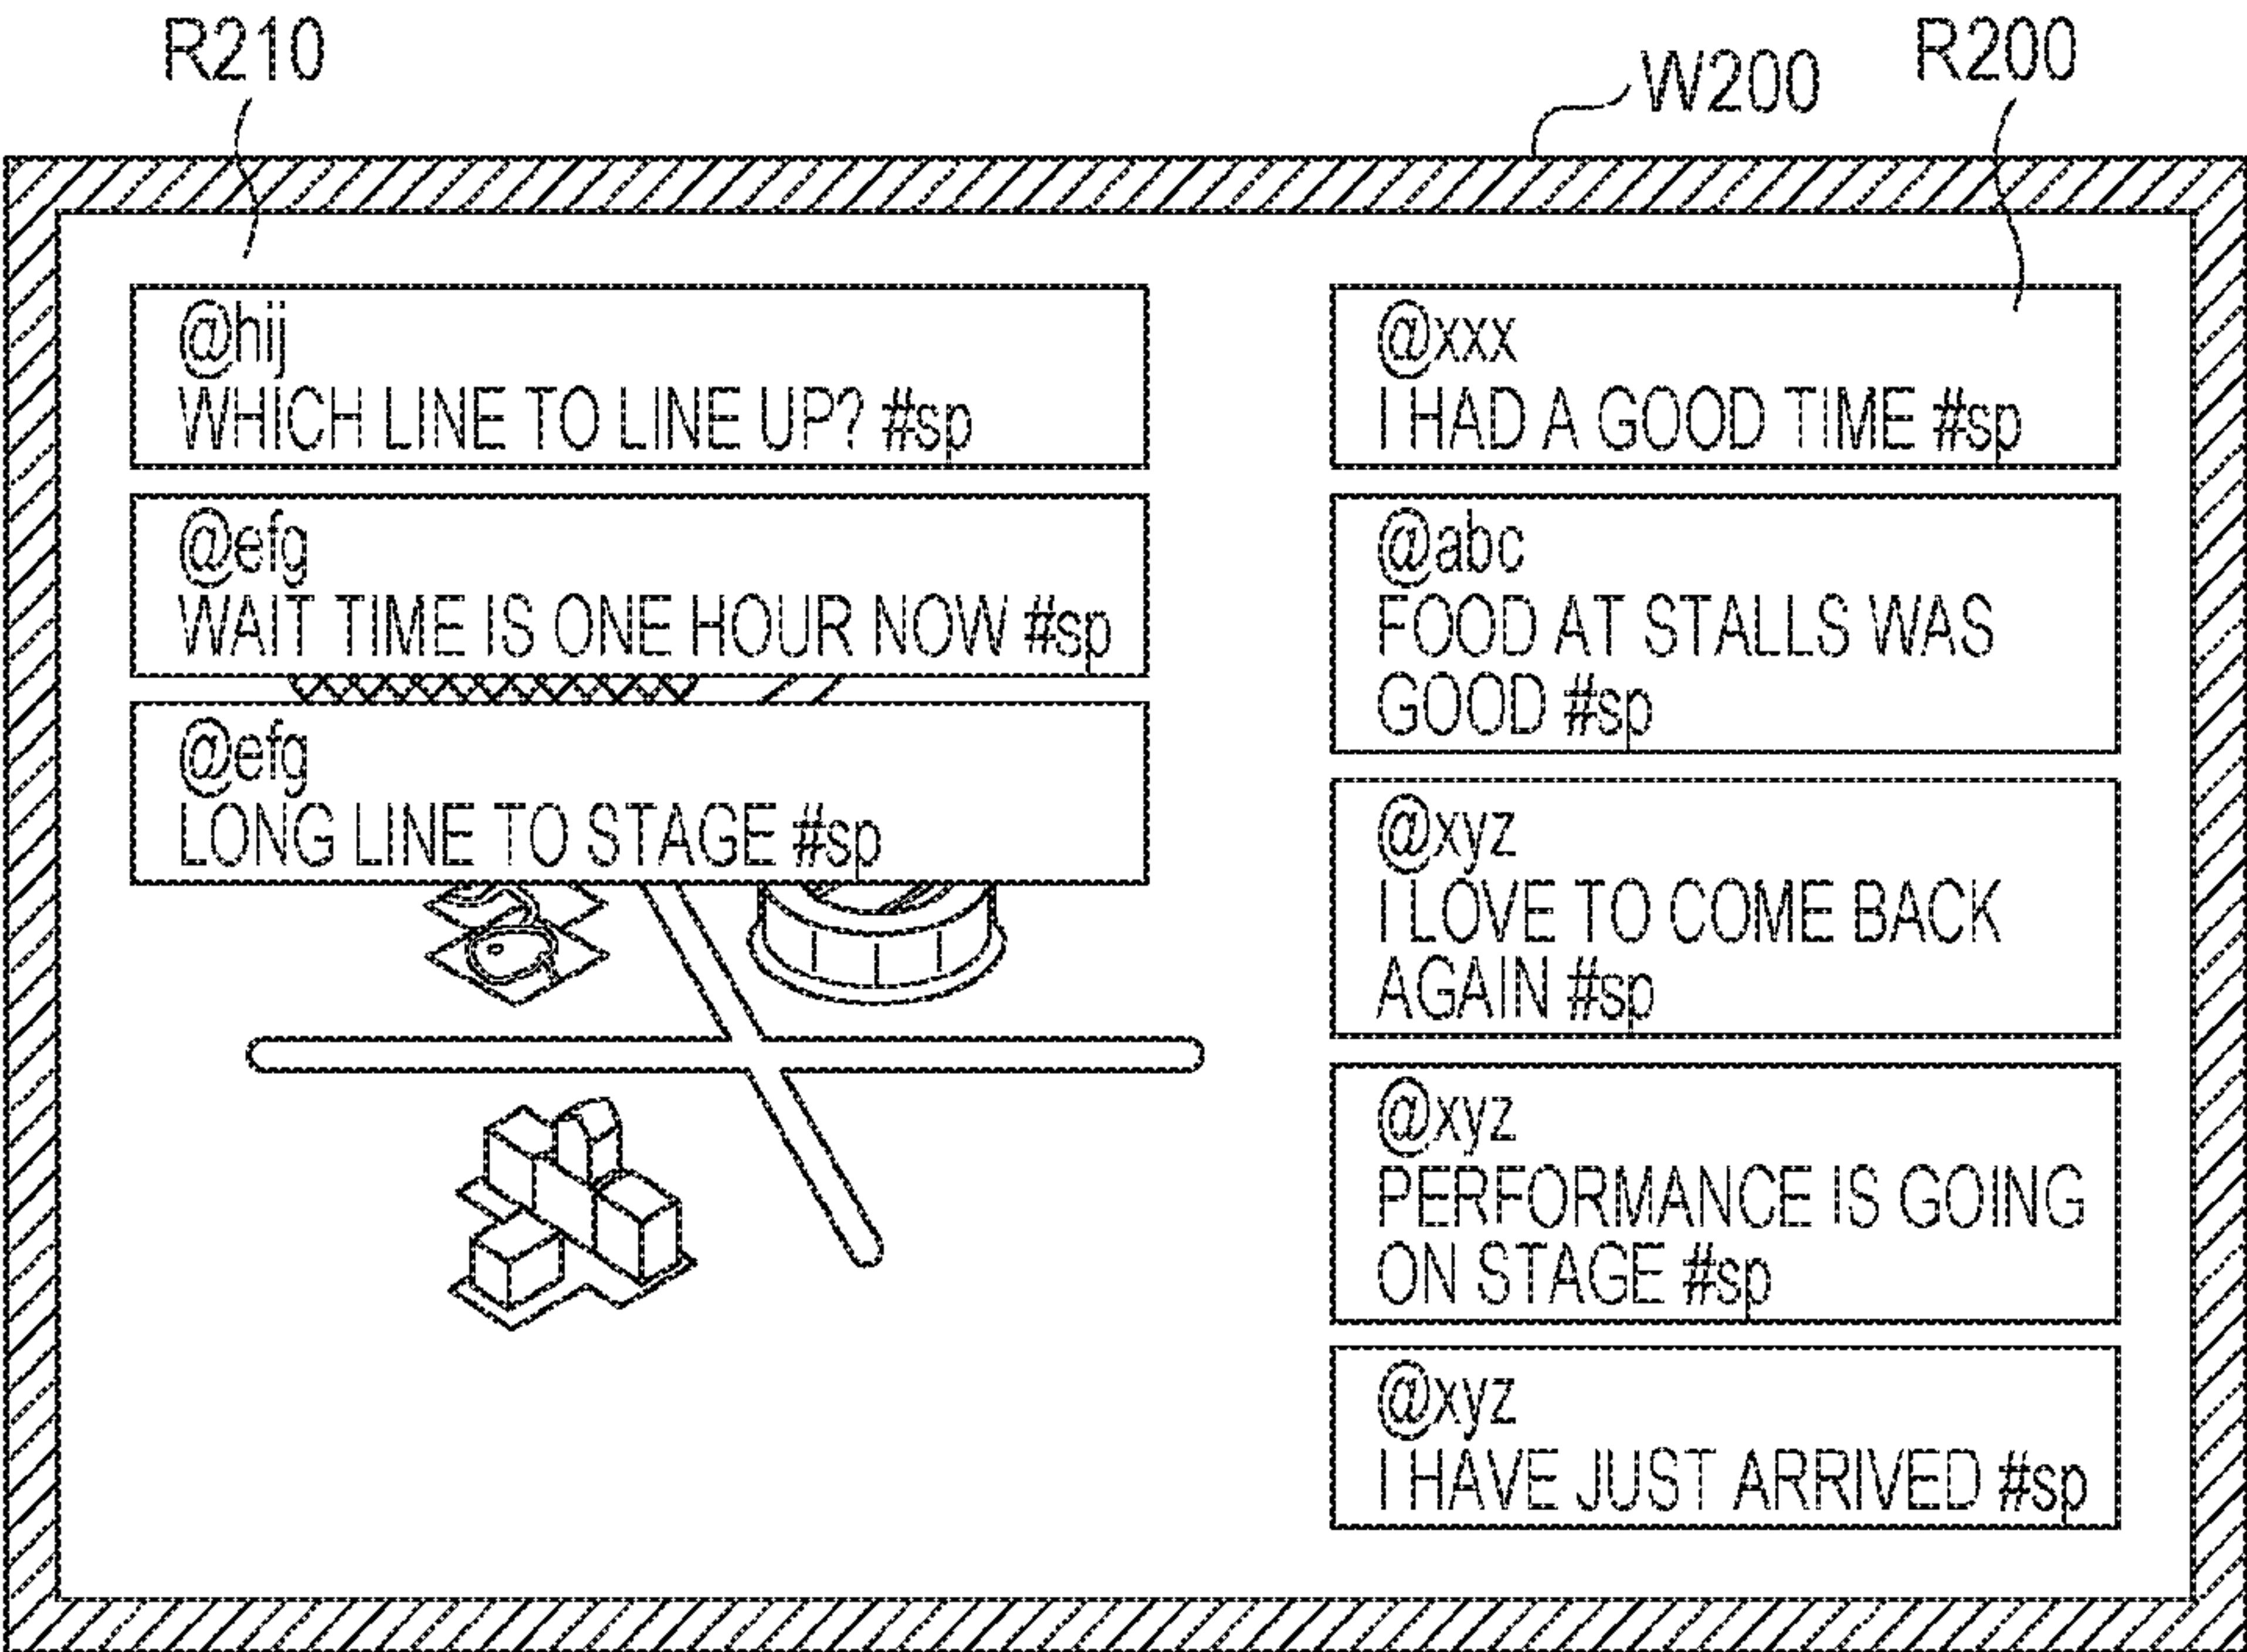 R210
W200
R200
@hij
WHICH LINE TO LINE UP? #sp
@efg
WAIT TIME IS ONE HOUR NOW #sp
@efg
LONG LINE TO STAGE #sp
@xxx
I HAD A GOOD TIME #sp
@abc
FOOD AT STALLS WAS
GOOD #sp
@xyz
I LOVE TO COME BACK
AGAIN #sp
@xyz
PERFORMANCE IS GOING
ON STAGE #sp
@xyz
I HAVE JUST ARRIVED #sp